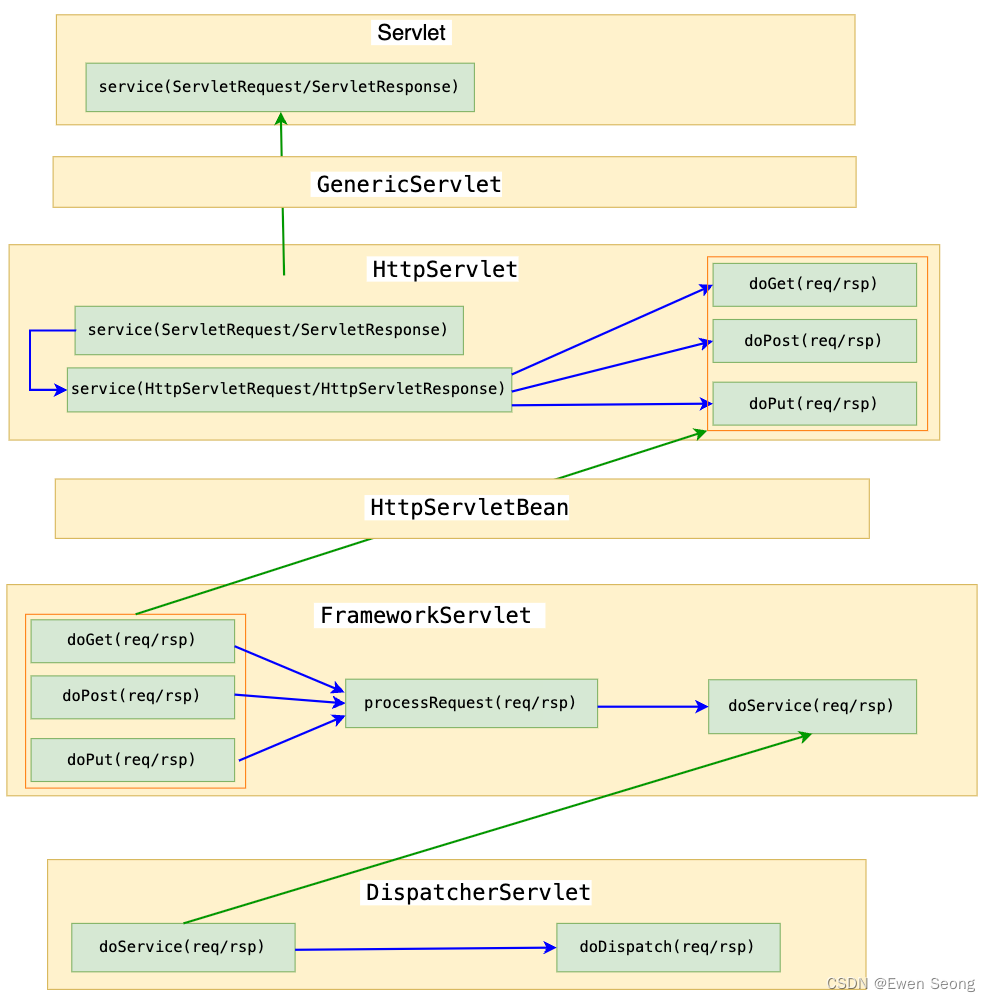 Servlet
service(ServletRequest/ServletResponse)
GenericServlet
HttpServlet
doGet(req/rsp)
service(ServletRequest/ServletResponse)
doPost(req/rsp)
service(HttpServletRequest/HttpServletResponse)
doPut(req/rsp)
HttpServletBean
FrameworkServlet
doGet(req/rsp)
doPost(req/rsp)
processRequest(req/rsp)
doService(req/rsp)
doPut(req/rsp)
DispatcherServlet
doService(req/rsp)
doDispatch(req/rsp)
CSDN @Ewen Seong